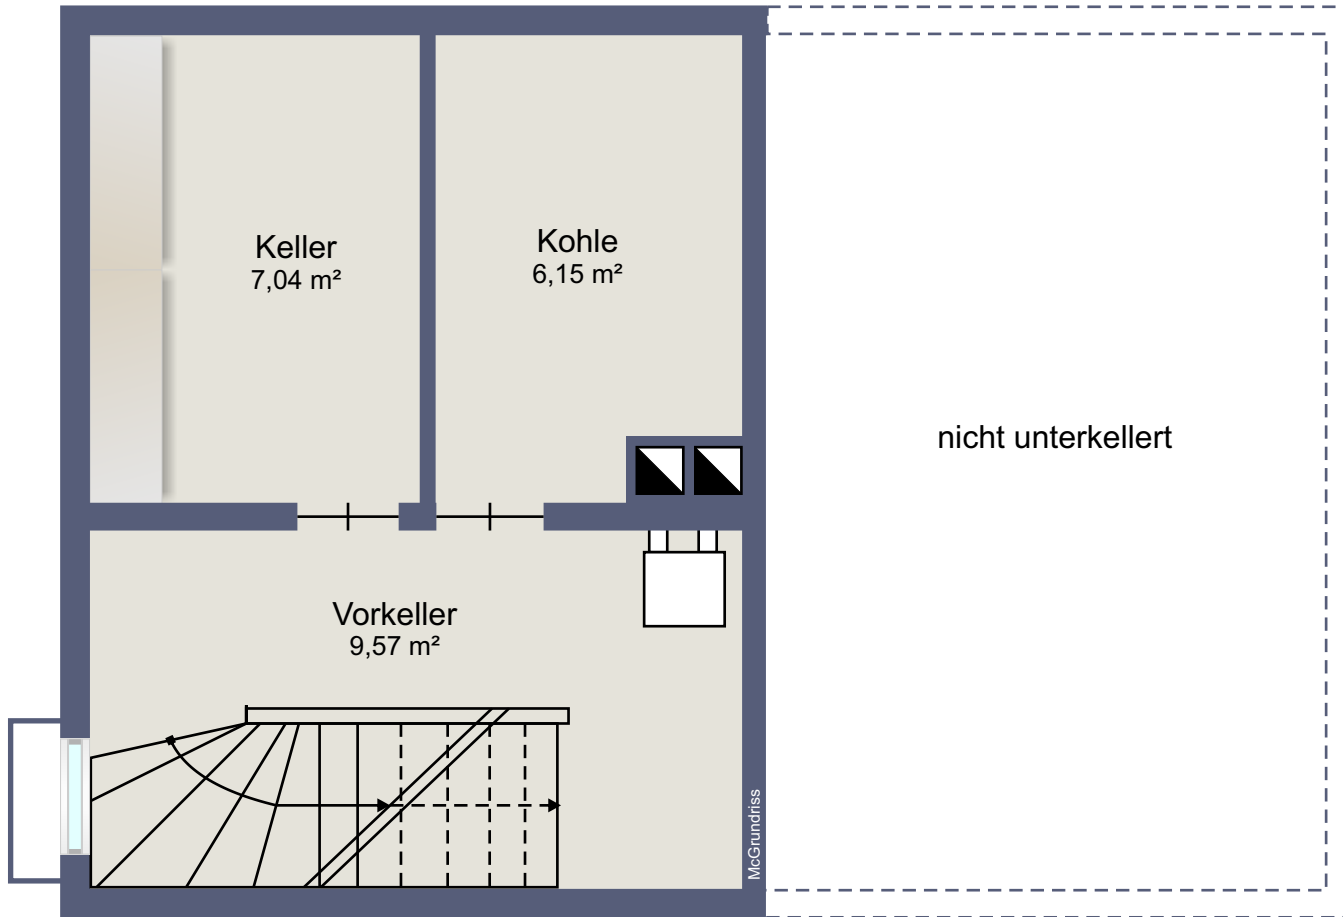 Keller
7,04 m²
Kohle
6,15 m²
nicht unterkellert
Vorkeller
9,57 m²
McGrundriss